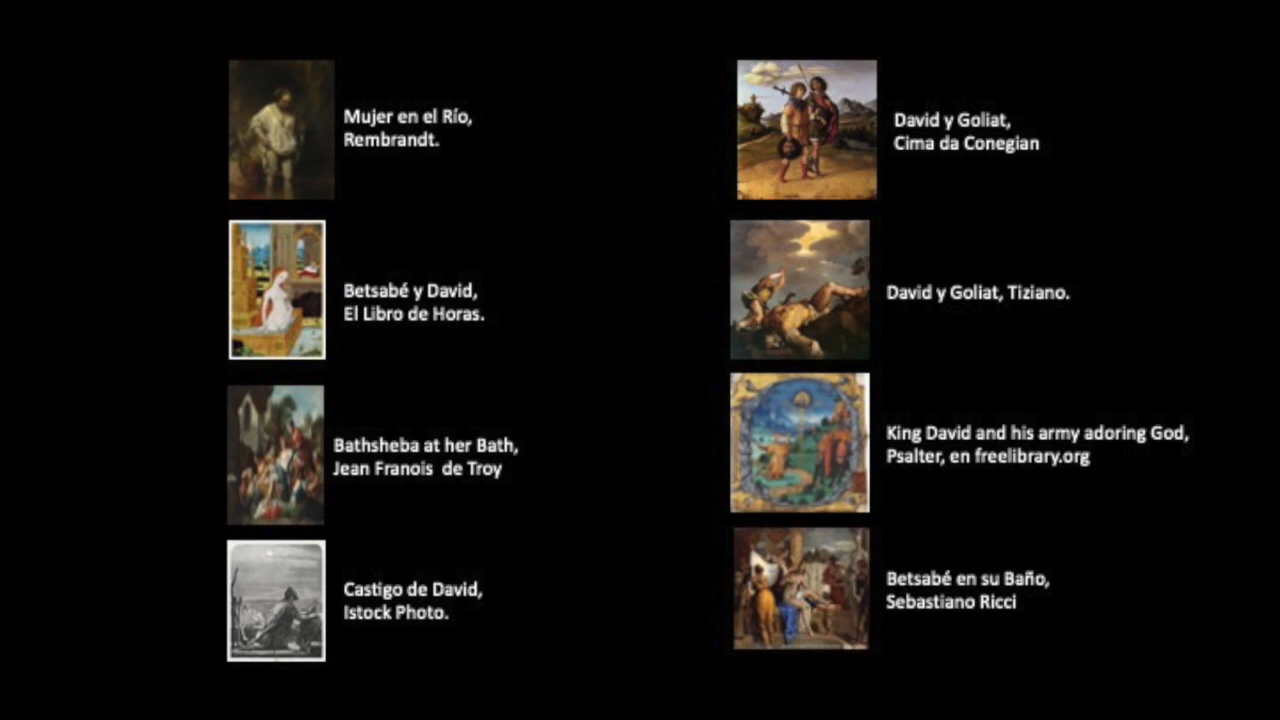 Mujer en el Río,
Rembrandt.
Betsabé y David,
El Libro de Horas.
Bathsheba at her Bath,
Jean Franois  de Troy
Castigo de David,
Istock Photo.
David y Goliat,
Cima da Conegian
David y Goliat, Tiziano.
King David and his army adoring God,
Psalter, en freelibrary.org
Betsabé en su Baño,
Sebastiano Ricci